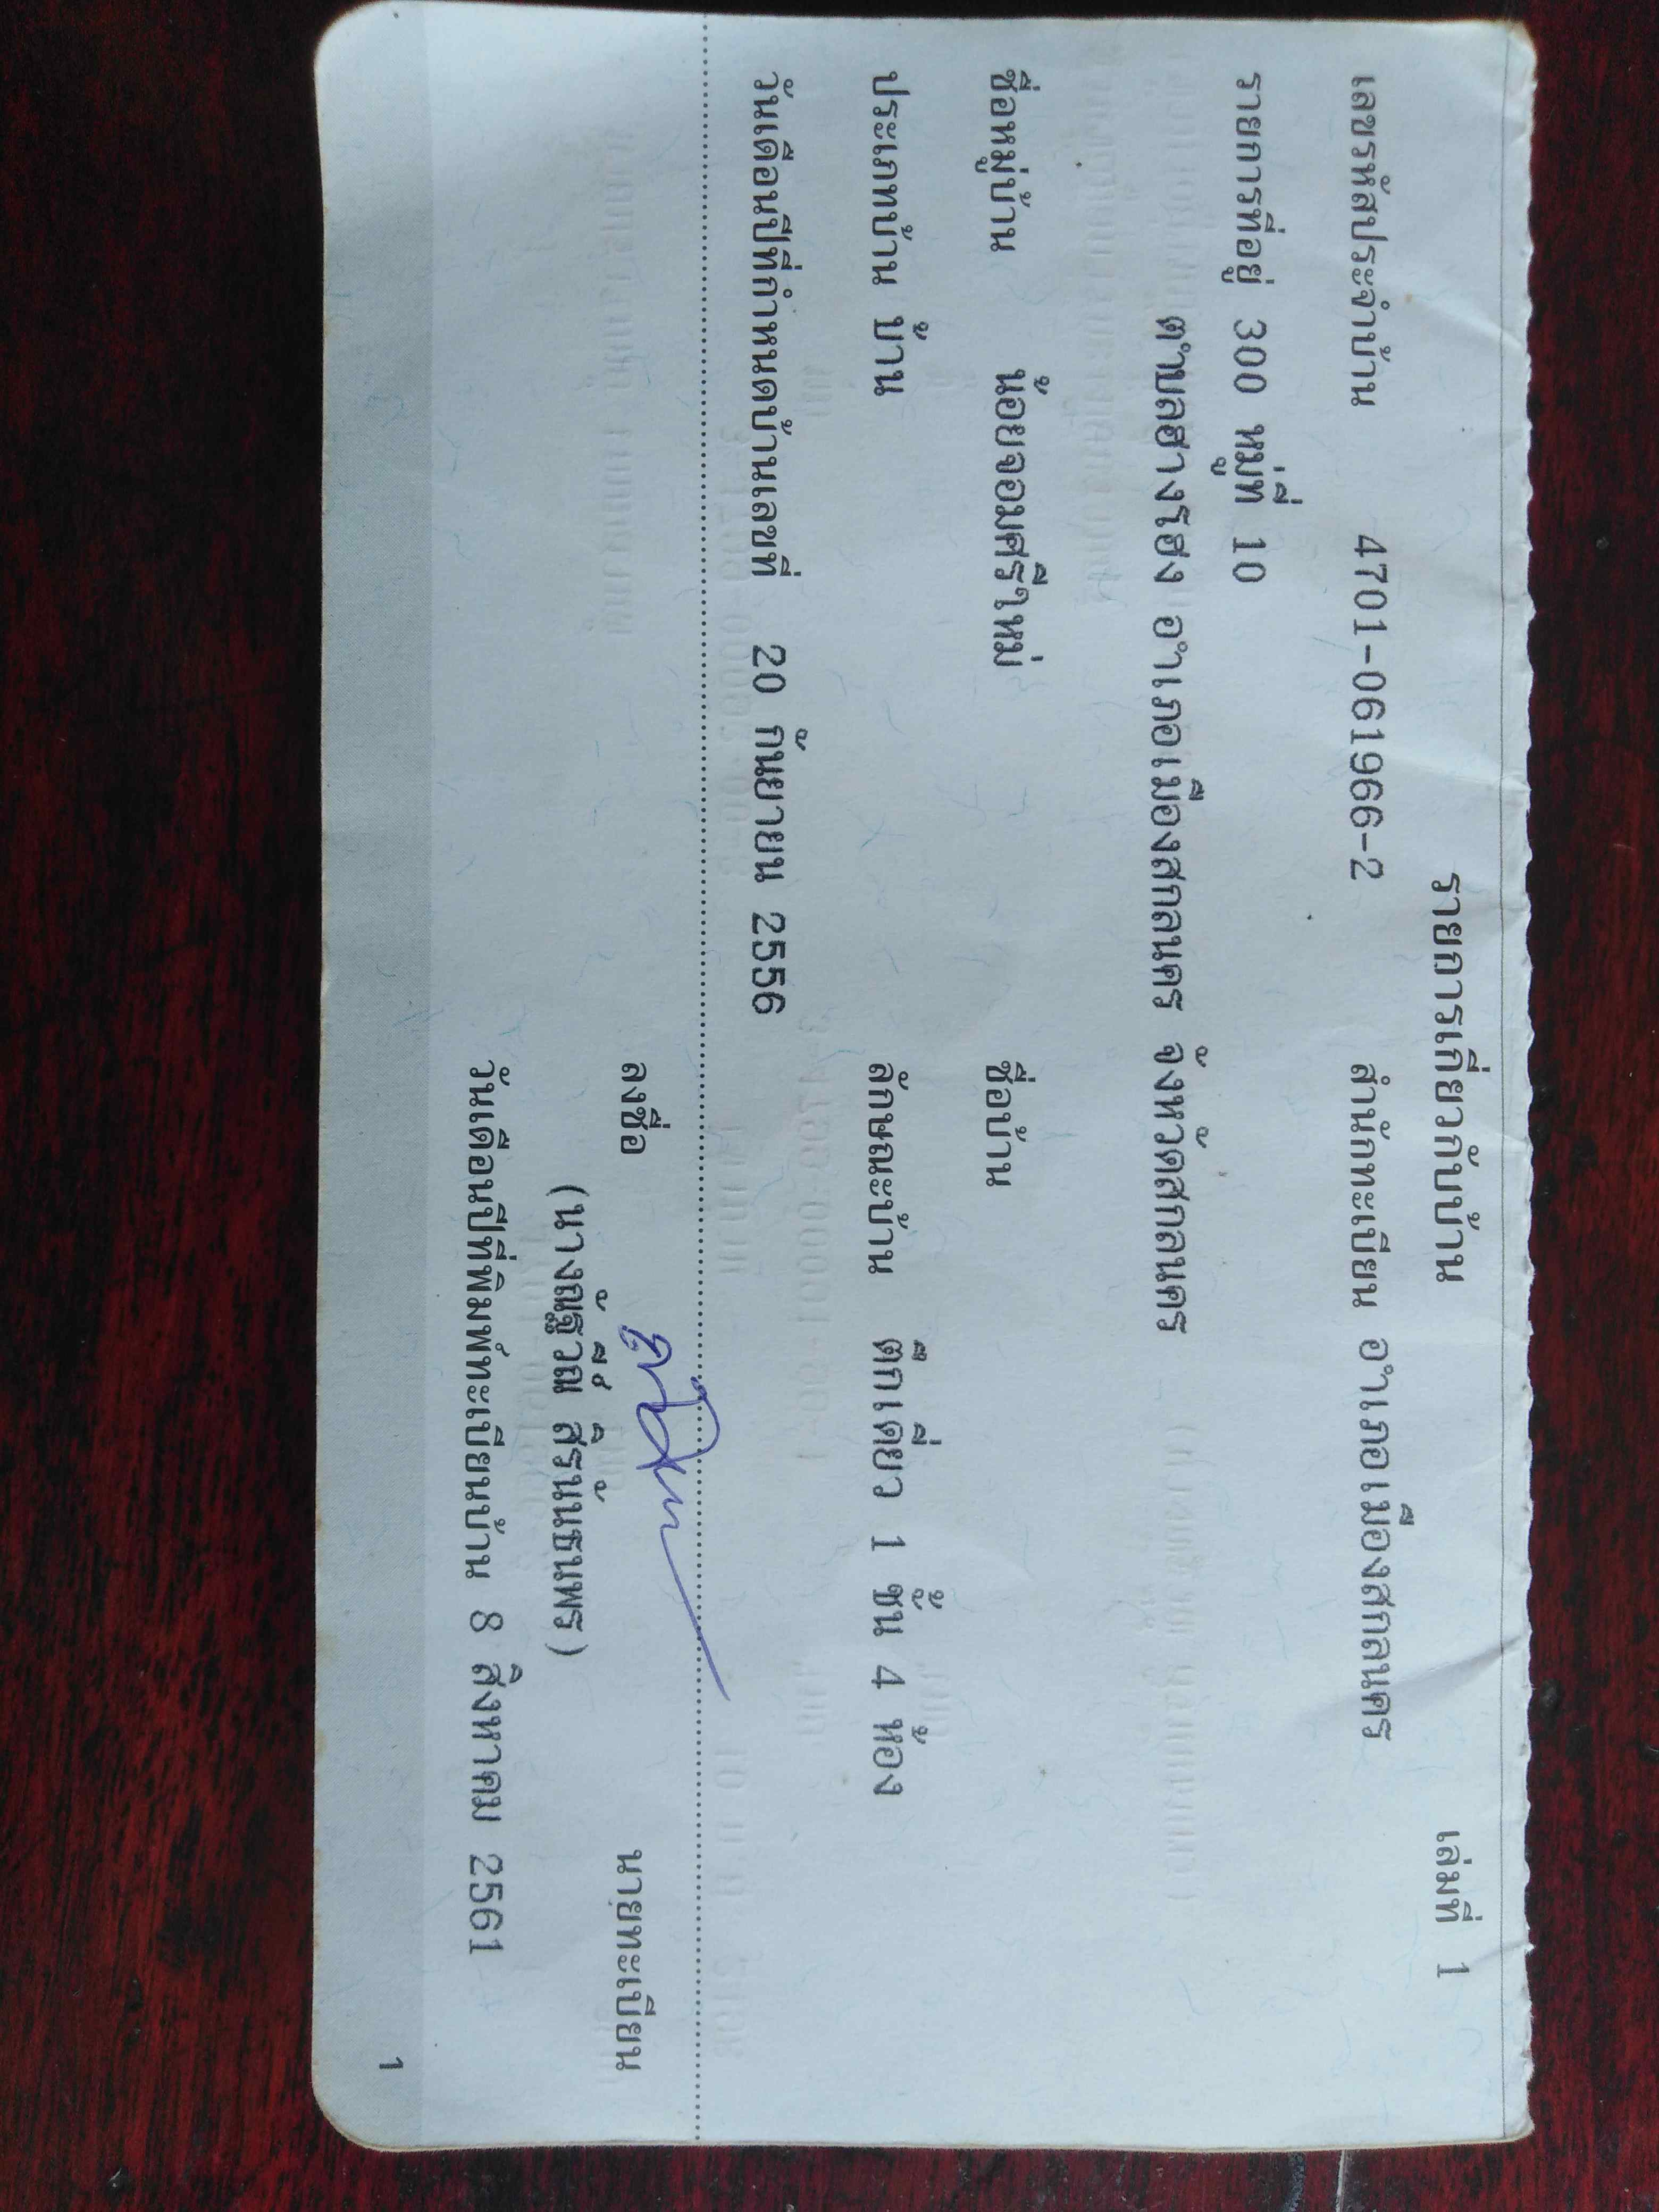 รายการเกี่ยวกับบ้าน เล่มที่ 1
เลขรหัสประจำบ้าน 4701-061966-2 สำนักทะเบียน อำเภอเมืองสกลนคร
รายการที่อยู่ 300 หมู่ที่ 10
ตำบลฮางโฮง อำเภอเมืองสกลนคร จังหวัดสกลนคร
ชื่อหมู่บ้าน น้อยจอมศรีใหม่ ชื่อบ้าน
ประเภทบ้าน บ้าน ลักษณะบ้าน ตึกเดี่ยว 1 ชั้น 4 ห้อง
วันเดือนปีที่กำหนดบ้านเลขที่ 20 กันยายน 2556
ลงชื่อ นายทะเบียน
(นางณัฏฐ์วิณ สิรนันธนพร)
วันเดือนปีที่พิมพ์ทะเบียนบ้าน 8 สิงหาคม 2561
1